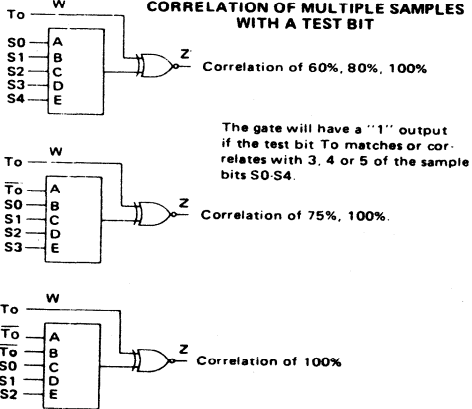 CORRELATION OF MULTIPLE SAMPLES
WITH A TEST BIT
W
To
S0 A
S1 B
S2 C
S3 D
S4 E
Z
Correlation of 60%, 80%, 100%
The gate will have a "1" output
if the test bit To matches or cor-
relates with 3, 4 or 5 of the sample
bits S0-S4.
W
To
T̅o̅ A
S0 B
S1 C
S2 D
S3 E
Z
Correlation of 75%, 100%.
W
To
T̅o̅ A
T̅o̅ B
S0 C
S1 D
S2 E
Z
Correlation of 100%